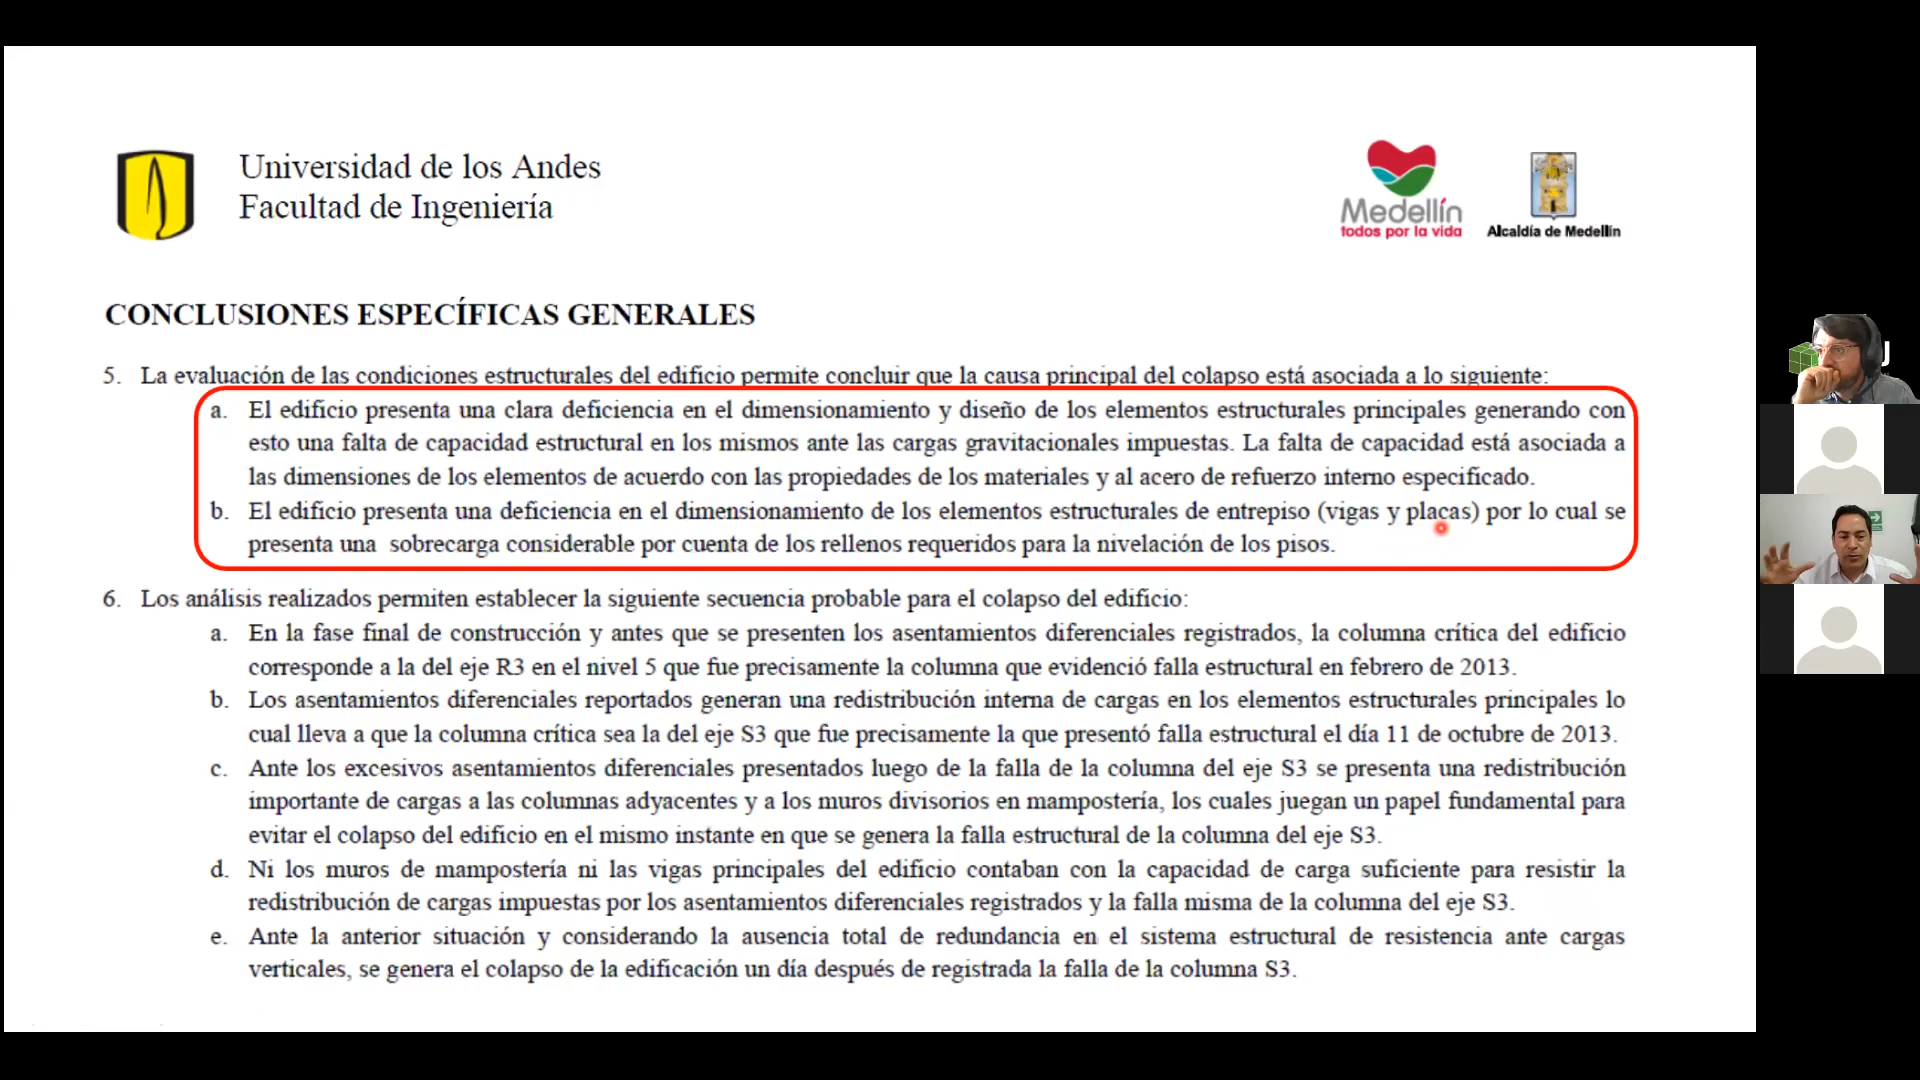 Universidad de los Andes
Facultad de Ingeniería
Medellín
todos por la vida
Alcaldía de Medellín
CONCLUSIONES ESPECÍFICAS GENERALES
5. La evaluación de las condiciones estructurales del edificio permite concluir que la causa principal del colapso está asociada a lo siguiente:
a. El edificio presenta una clara deficiencia en el dimensionamiento y diseño de los elementos estructurales principales generando con
esto una falta de capacidad estructural en los mismos ante las cargas gravitacionales impuestas. La falta de capacidad está asociada a
las dimensiones de los elementos de acuerdo con las propiedades de los materiales y al acero de refuerzo interno especificado.
b. El edificio presenta una deficiencia en el dimensionamiento de los elementos estructurales de entrepiso (vigas y placas) por lo cual se
presenta una sobrecarga considerable por cuenta de los rellenos requeridos para la nivelación de los pisos.
6. Los análisis realizados permiten establecer la siguiente secuencia probable para el colapso del edificio:
a. En la fase final de construcción y antes que se presenten los asentamientos diferenciales registrados, la columna crítica del edificio
corresponde a la del eje R3 en el nivel 5 que fue precisamente la columna que evidenció falla estructural en febrero de 2013.
b. Los asentamientos diferenciales reportados generan una redistribución interna de cargas en los elementos estructurales principales lo
cual lleva a que la columna crítica sea la del eje S3 que fue precisamente la que presentó falla estructural el día 11 de octubre de 2013.
c. Ante los excesivos asentamientos diferenciales presentados luego de la falla de la columna del eje S3 se presenta una redistribución
importante de cargas a las columnas adyacentes y a los muros divisorios en mampostería, los cuales juegan un papel fundamental para
evitar el colapso del edificio en el mismo instante en que se genera la falla estructural de la columna del eje S3.
d. Ni los muros de mampostería ni las vigas principales del edificio contaban con la capacidad de carga suficiente para resistir la
redistribución de cargas impuestas por los asentamientos diferenciales registrados y la falla misma de la columna del eje S3.
e. Ante la anterior situación y considerando la ausencia total de redundancia en el sistema estructural de resistencia ante cargas
verticales, se genera el colapso de la edificación un día después de registrada la falla de la columna S3.